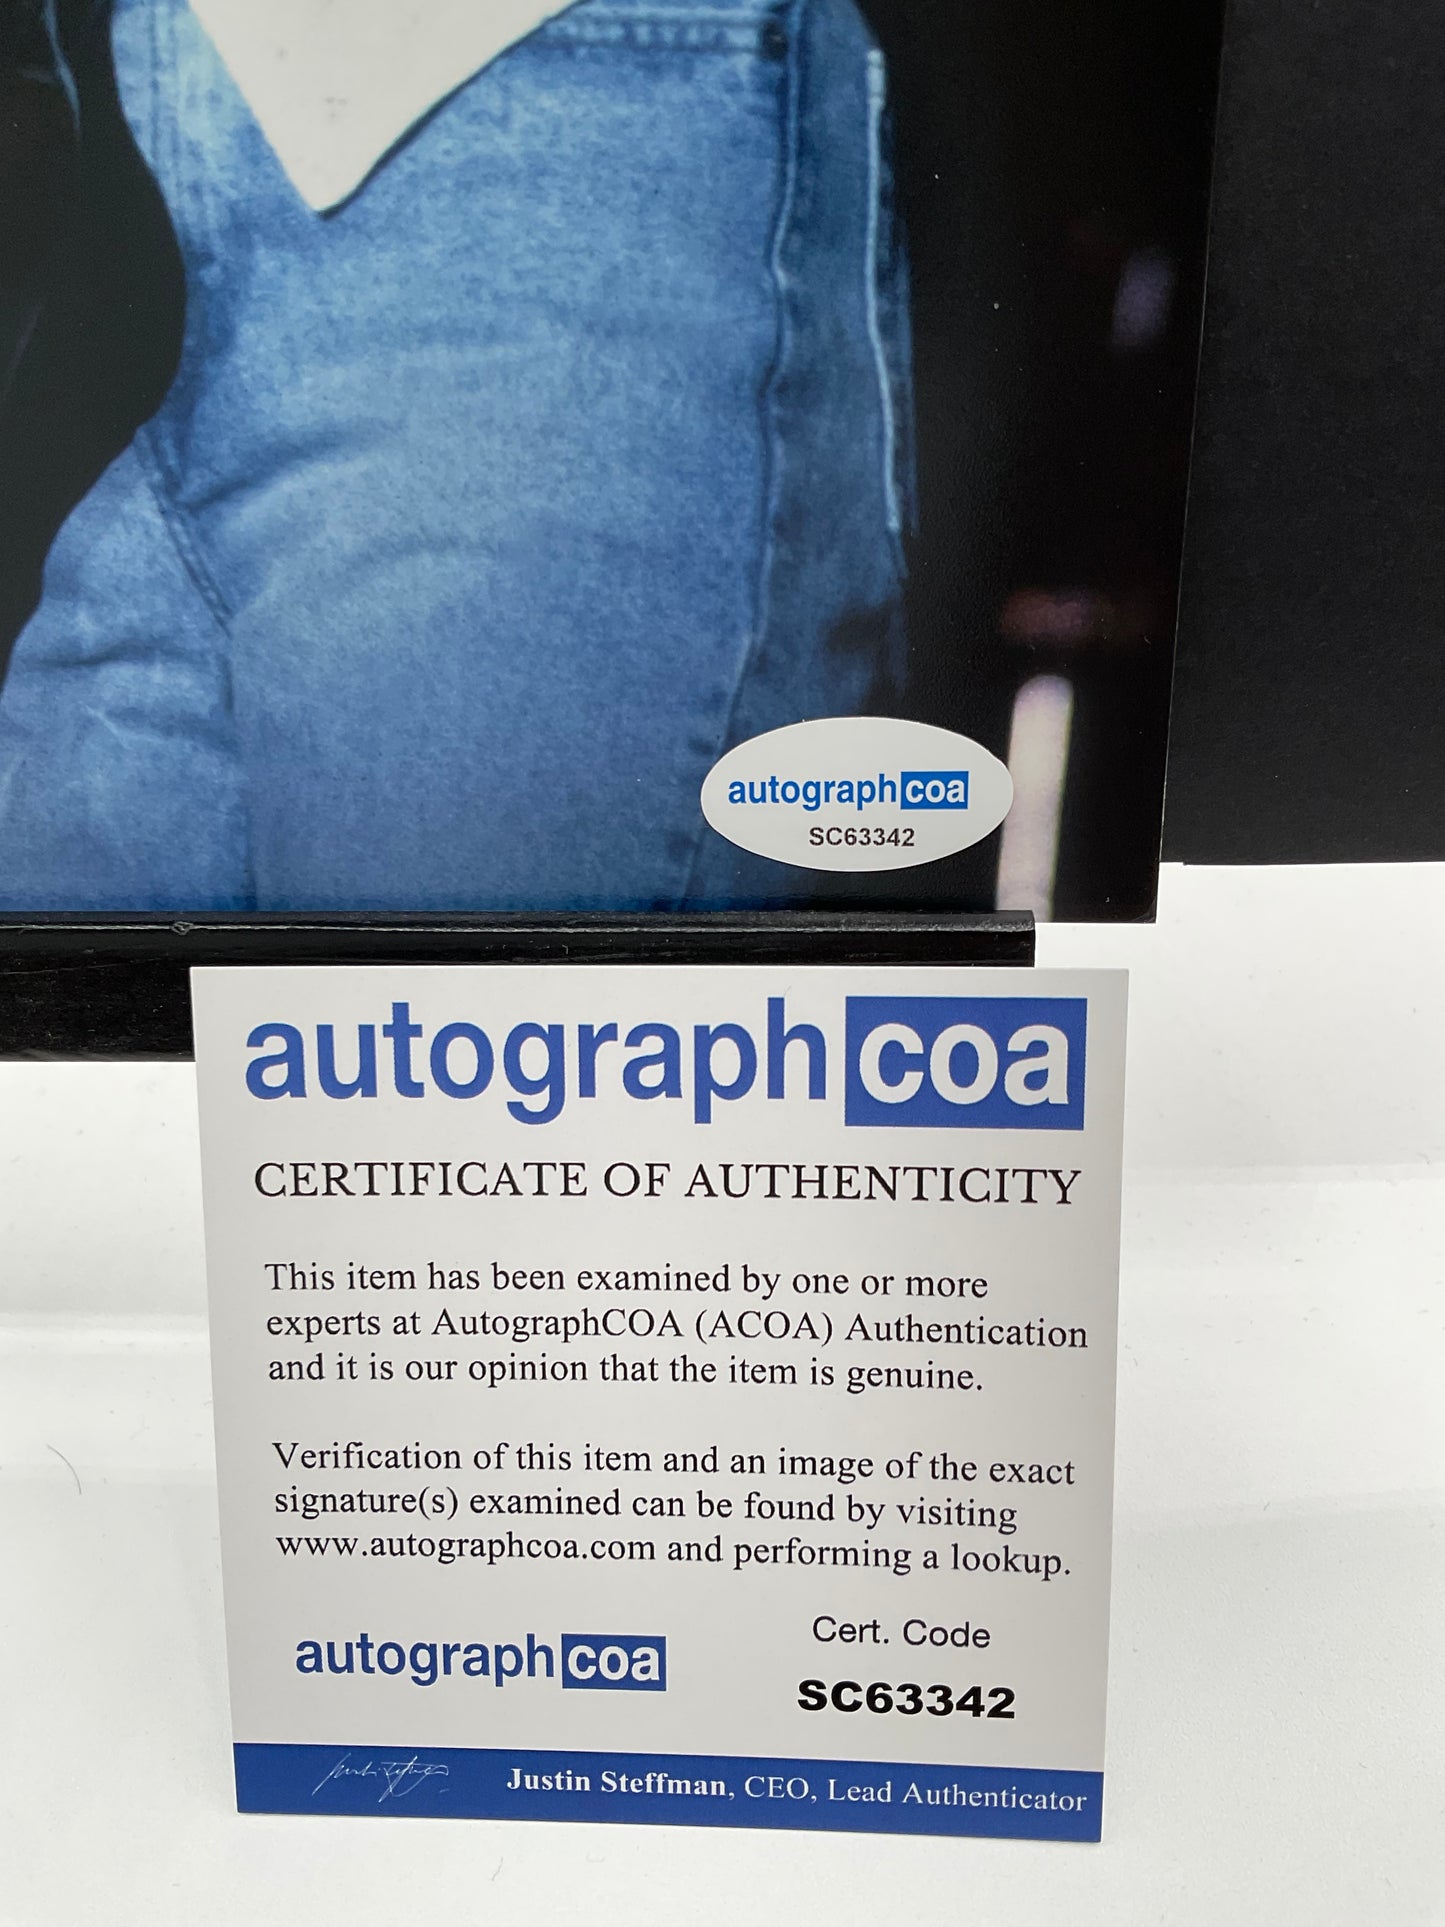 autographcoa
SC63342
autographcoa
CERTIFICATE OF AUTHENTICITY
This item has been examined by one or more
experts at AutographCOA (ACOA) Authentication
and it is our opinion that the item is genuine.
Verification of this item and an image of the exact
signature(s) examined can be found by visiting
www.autographcoa.com and performing a lookup.
autographcoa
Cert. Code
SC63342
Justin Steffman, CEO, Lead Authenticator